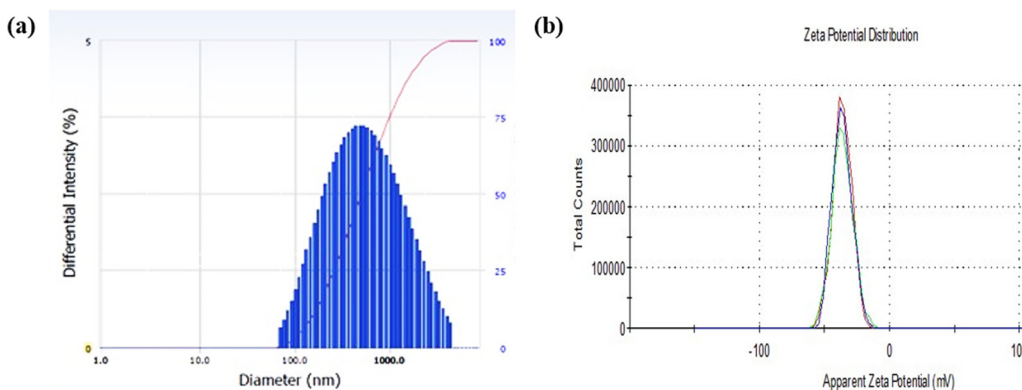 (a)
Differential Intensity (%)
5
0
100
75
50
25
0
1.0 10.0 100.0 1000.0
Diameter (nm)
(b)
Zeta Potential Distribution
Total Counts
400000
300000
200000
100000
0
-100 0 10
Apparent Zeta Potential (mV)